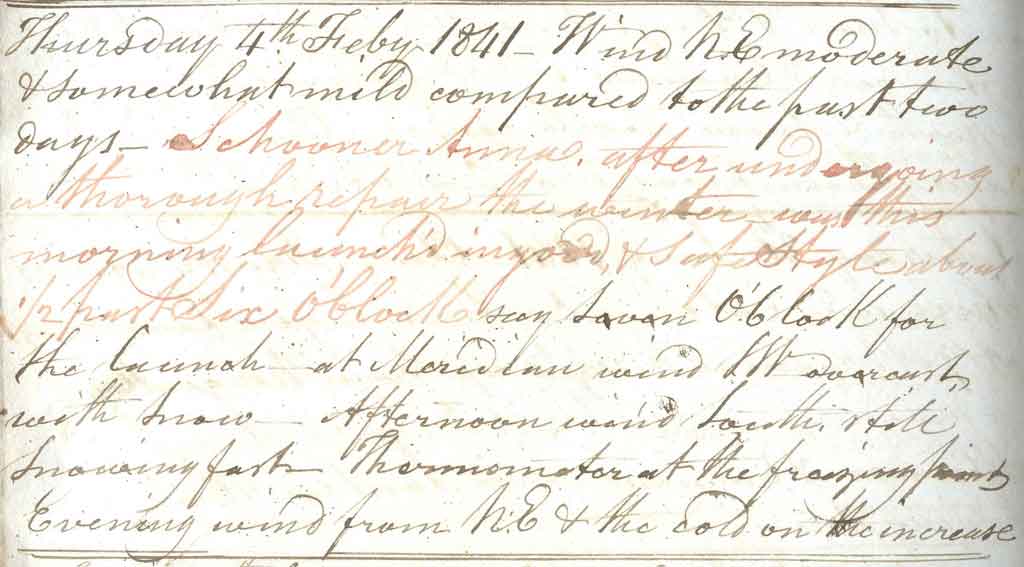 Thursday 4th Feby 1841 - Wind N.E moderate
& somewhat mild compared to the past two
days - Schooner Anna. after undergoing
a thorough repair the winter was this
morning launch'd in good, & safe Style about
1/2 past Six O'Clock say Seven O'Clock for
the launch - at Meridian wind SW overcast
with Snow - Afternoon wind South. still
Snowing fast - Thermometer at the freezing point
Evening wind from N.E & the cold on the increase